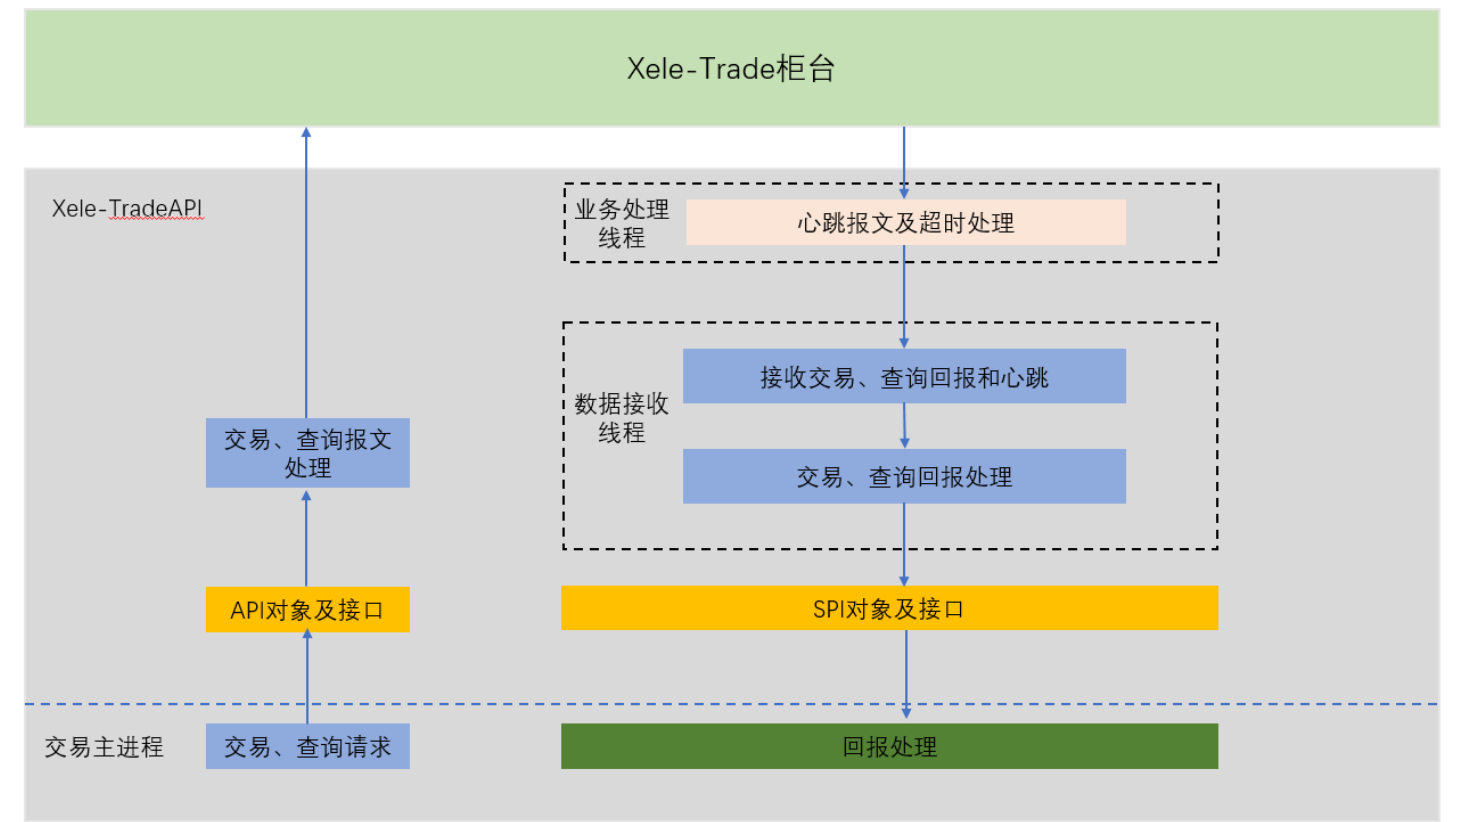 Xele-Trade柜台
Xele-TradeAPI
业务处理
线程
心跳报文及超时处理
数据接收
线程
接收交易、查询回报和心跳
交易、查询回报处理
交易、查询报文
处理
API对象及接口
SPI对象及接口
交易主进程
交易、查询请求
回报处理